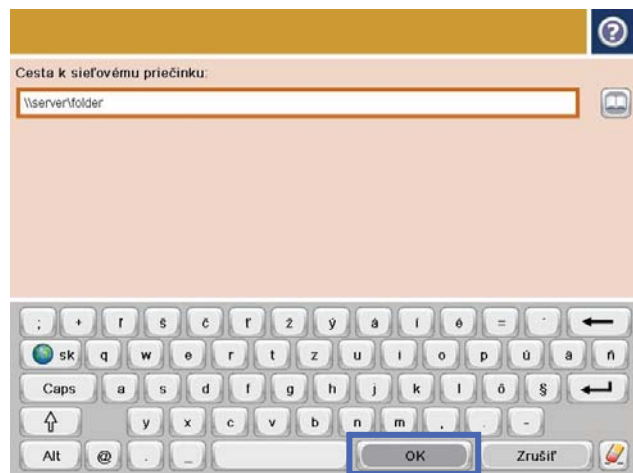 ?
Cesta k sieťovému priečinku:
\\server\folder
; + ľ š č ť ž ý á í é = ´
sk q w e r t z u i o p ú ä ň
Caps a s d f g h j k l ô §
y x c v b n m , . -
Alt @ . _ OK Zrušiť